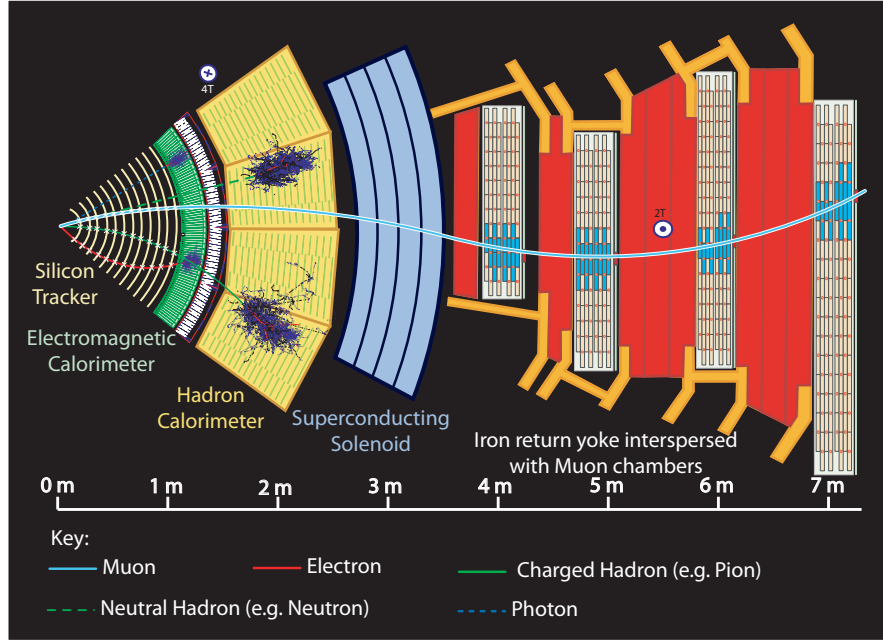 4T
2T
Silicon
Tracker
Electromagnetic
Calorimeter
Hadron
Calorimeter
Superconducting
Solenoid
Iron return yoke interspersed
with Muon chambers
0 m 1 m 2 m 3 m 4 m 5 m 6 m 7 m
Key:
Muon Electron Charged Hadron (e.g. Pion)
Neutral Hadron (e.g. Neutron) Photon